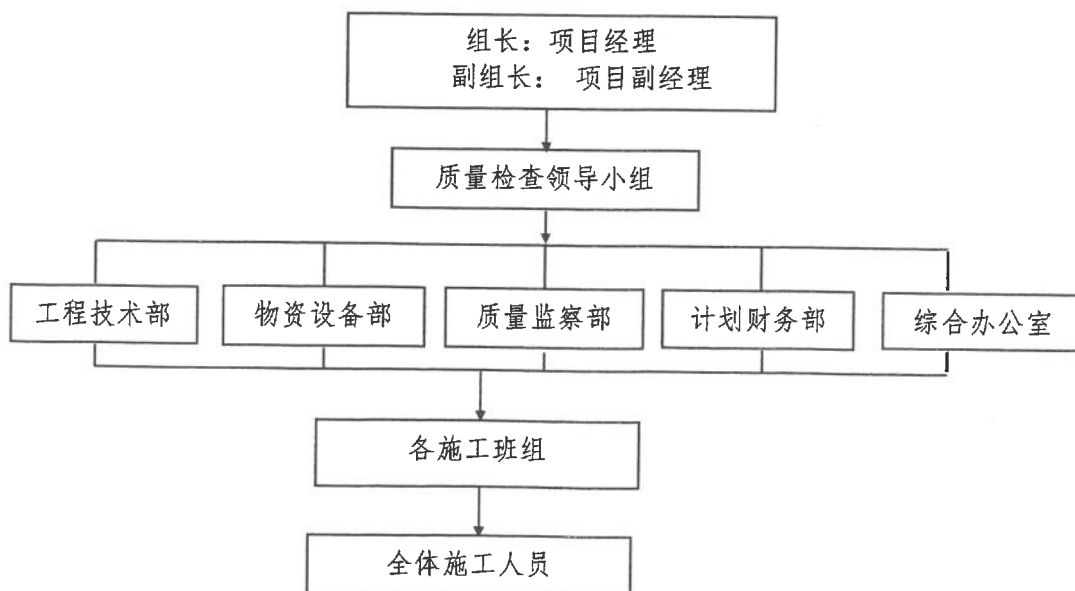 组长：项目经理
副组长： 项目副经理
质量检查领导小组
工程技术部
物资设备部
质量监察部
计划财务部
综合办公室
各施工班组
全体施工人员